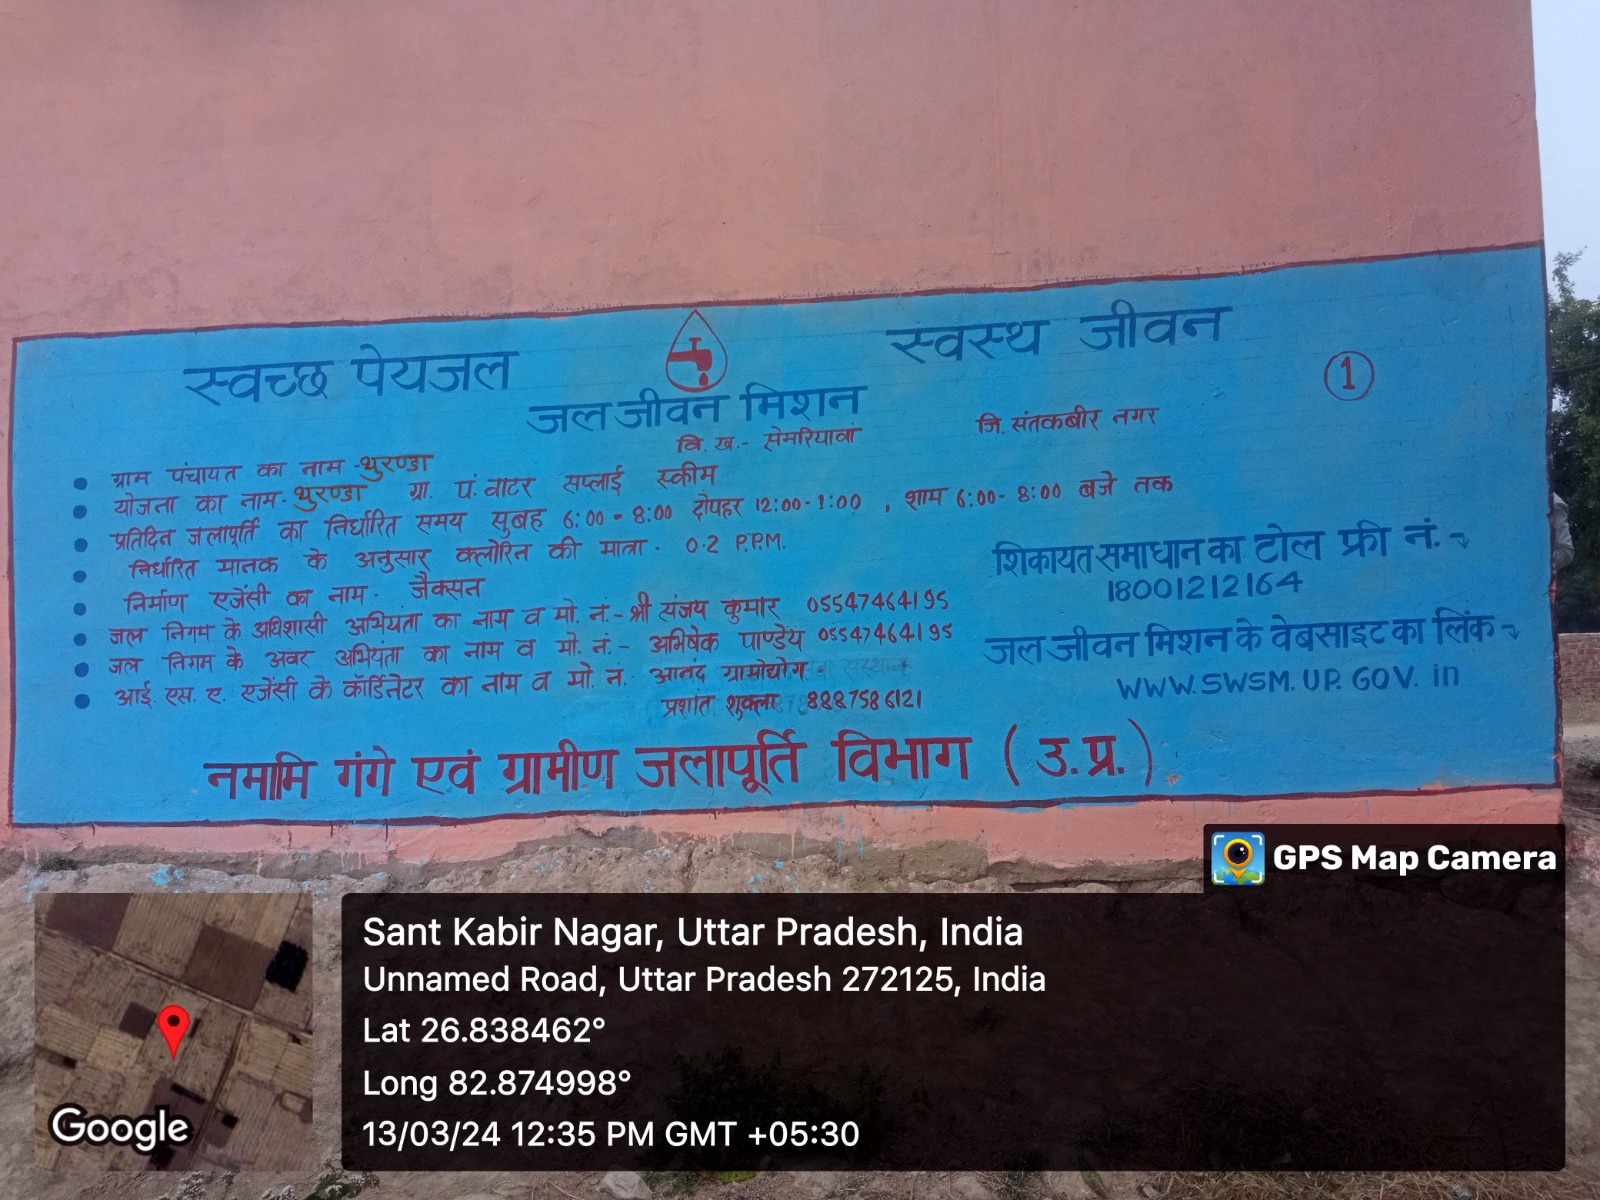 स्वच्छ पेयजल
स्वस्थ जीवन
1
जल जीवन मिशन
वि. ख.- सेमरियावां
जि. संतकबीर नगर
ग्राम पंचायत का नाम - थुरण्डा
योजना का नाम - थुरण्डा ग्रा. पं. वाटर सप्लाई स्कीम
प्रतिदिन जलापूर्ति का निर्धारित समय सुबह 6:00 - 8:00 दोपहर 12:00-1:00 , शाम 6:00- 8:00 बजे तक
निर्धारित मानक के अनुसार क्लोरिन की मात्रा - 0.2 P.P.M.
निर्माण एजेंसी का नाम - जैक्सन
जल निगम के अधिशासी अभियंता का नाम व मो. नं.- श्री संजय कुमार 05547464195
जल निगम के अवर अभियंता का नाम व मो. नं.- अभिषेक पाण्डेय 05547464195
आई. एस. ए. एजेंसी के कॉर्डिनेटर का नाम व मो. नं. - आनंद ग्रामोद्योग -
प्रशांत शुक्ला 8887586121
शिकायत समाधान का टोल फ्री नं. -
18001212164
जल जीवन मिशन के वेबसाइट का लिंक -
WWW.SWSM.UP.GOV.in
नमामि गंगे एवं ग्रामीण जलापूर्ति विभाग (उ.प्र.)
GPS Map Camera
Sant Kabir Nagar, Uttar Pradesh, India
Unnamed Road, Uttar Pradesh 272125, India
Lat 26.838462°
Long 82.874998°
13/03/24 12:35 PM GMT +05:30
Google